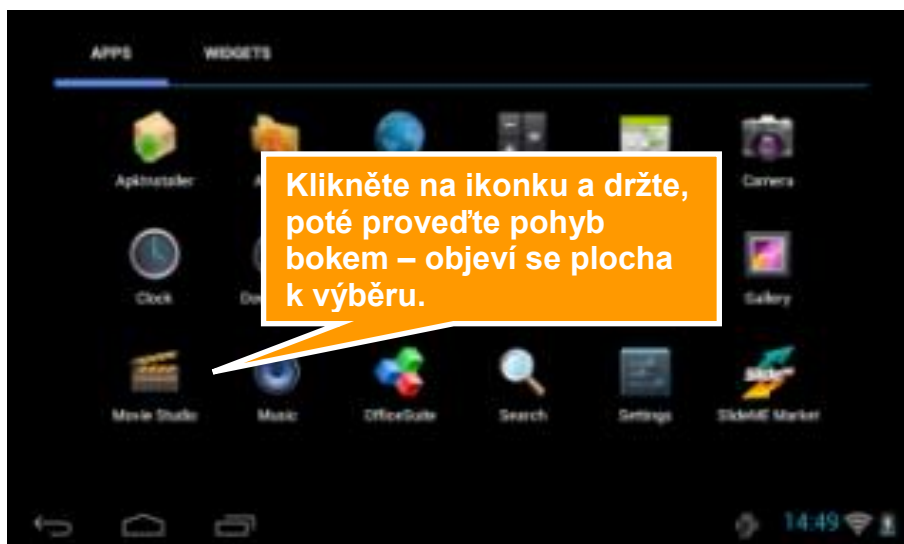 APPS WIDGETS
ApkInstaller
Camera
Klikněte na ikonku a držte,
poté proveďte pohyb
bokem – objeví se plocha
k výběru.
Clock
Gallery
Movie Studio Music OfficeSuite Search Settings SlideME Market
14:49